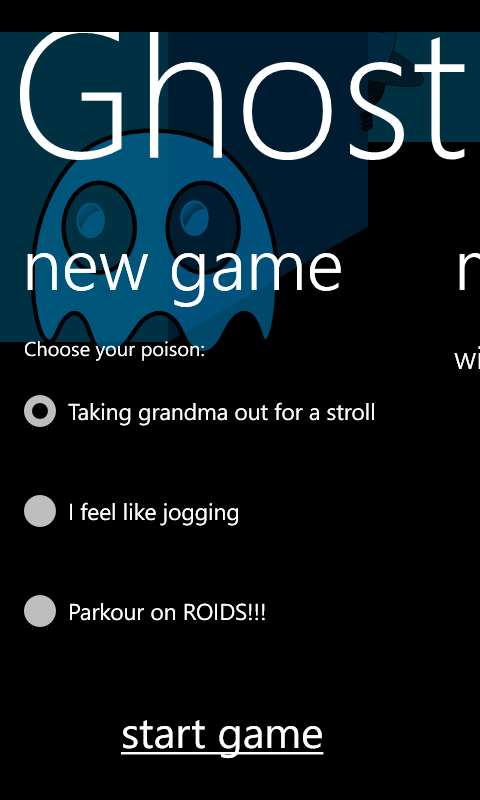 Ghost
new game
Choose your poison:
Taking grandma out for a stroll
I feel like jogging
Parkour on ROIDS!!!
start game